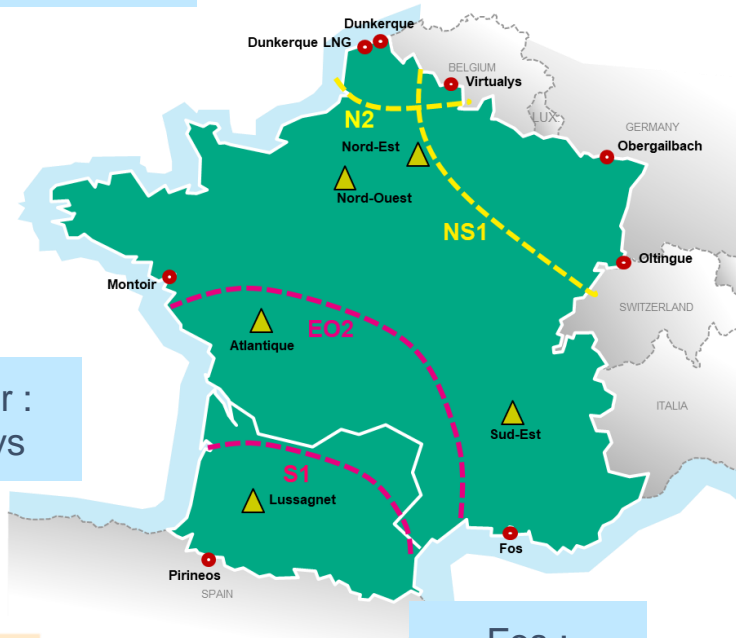 Dunkerque
Dunkerque LNG
BELGIUM
Virtualys
N2
LUX.
GERMANY
Nord-Est
Obergailbach
Nord-Ouest
NS1
Oltingue
Montoir
SWITZERLAND
EO2
Atlantique
r :
ITALIA
Sud-Est
ys
S1
Lussagnet
Fos
Pirineos
SPAIN